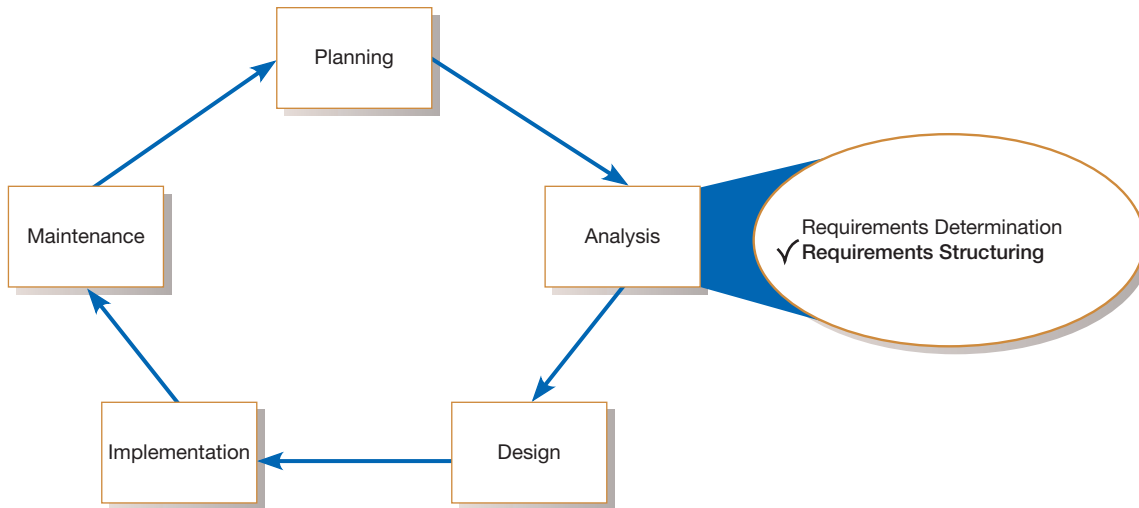 Planning
Maintenance
Analysis
Requirements Determination
Requirements Structuring
Implementation
Design